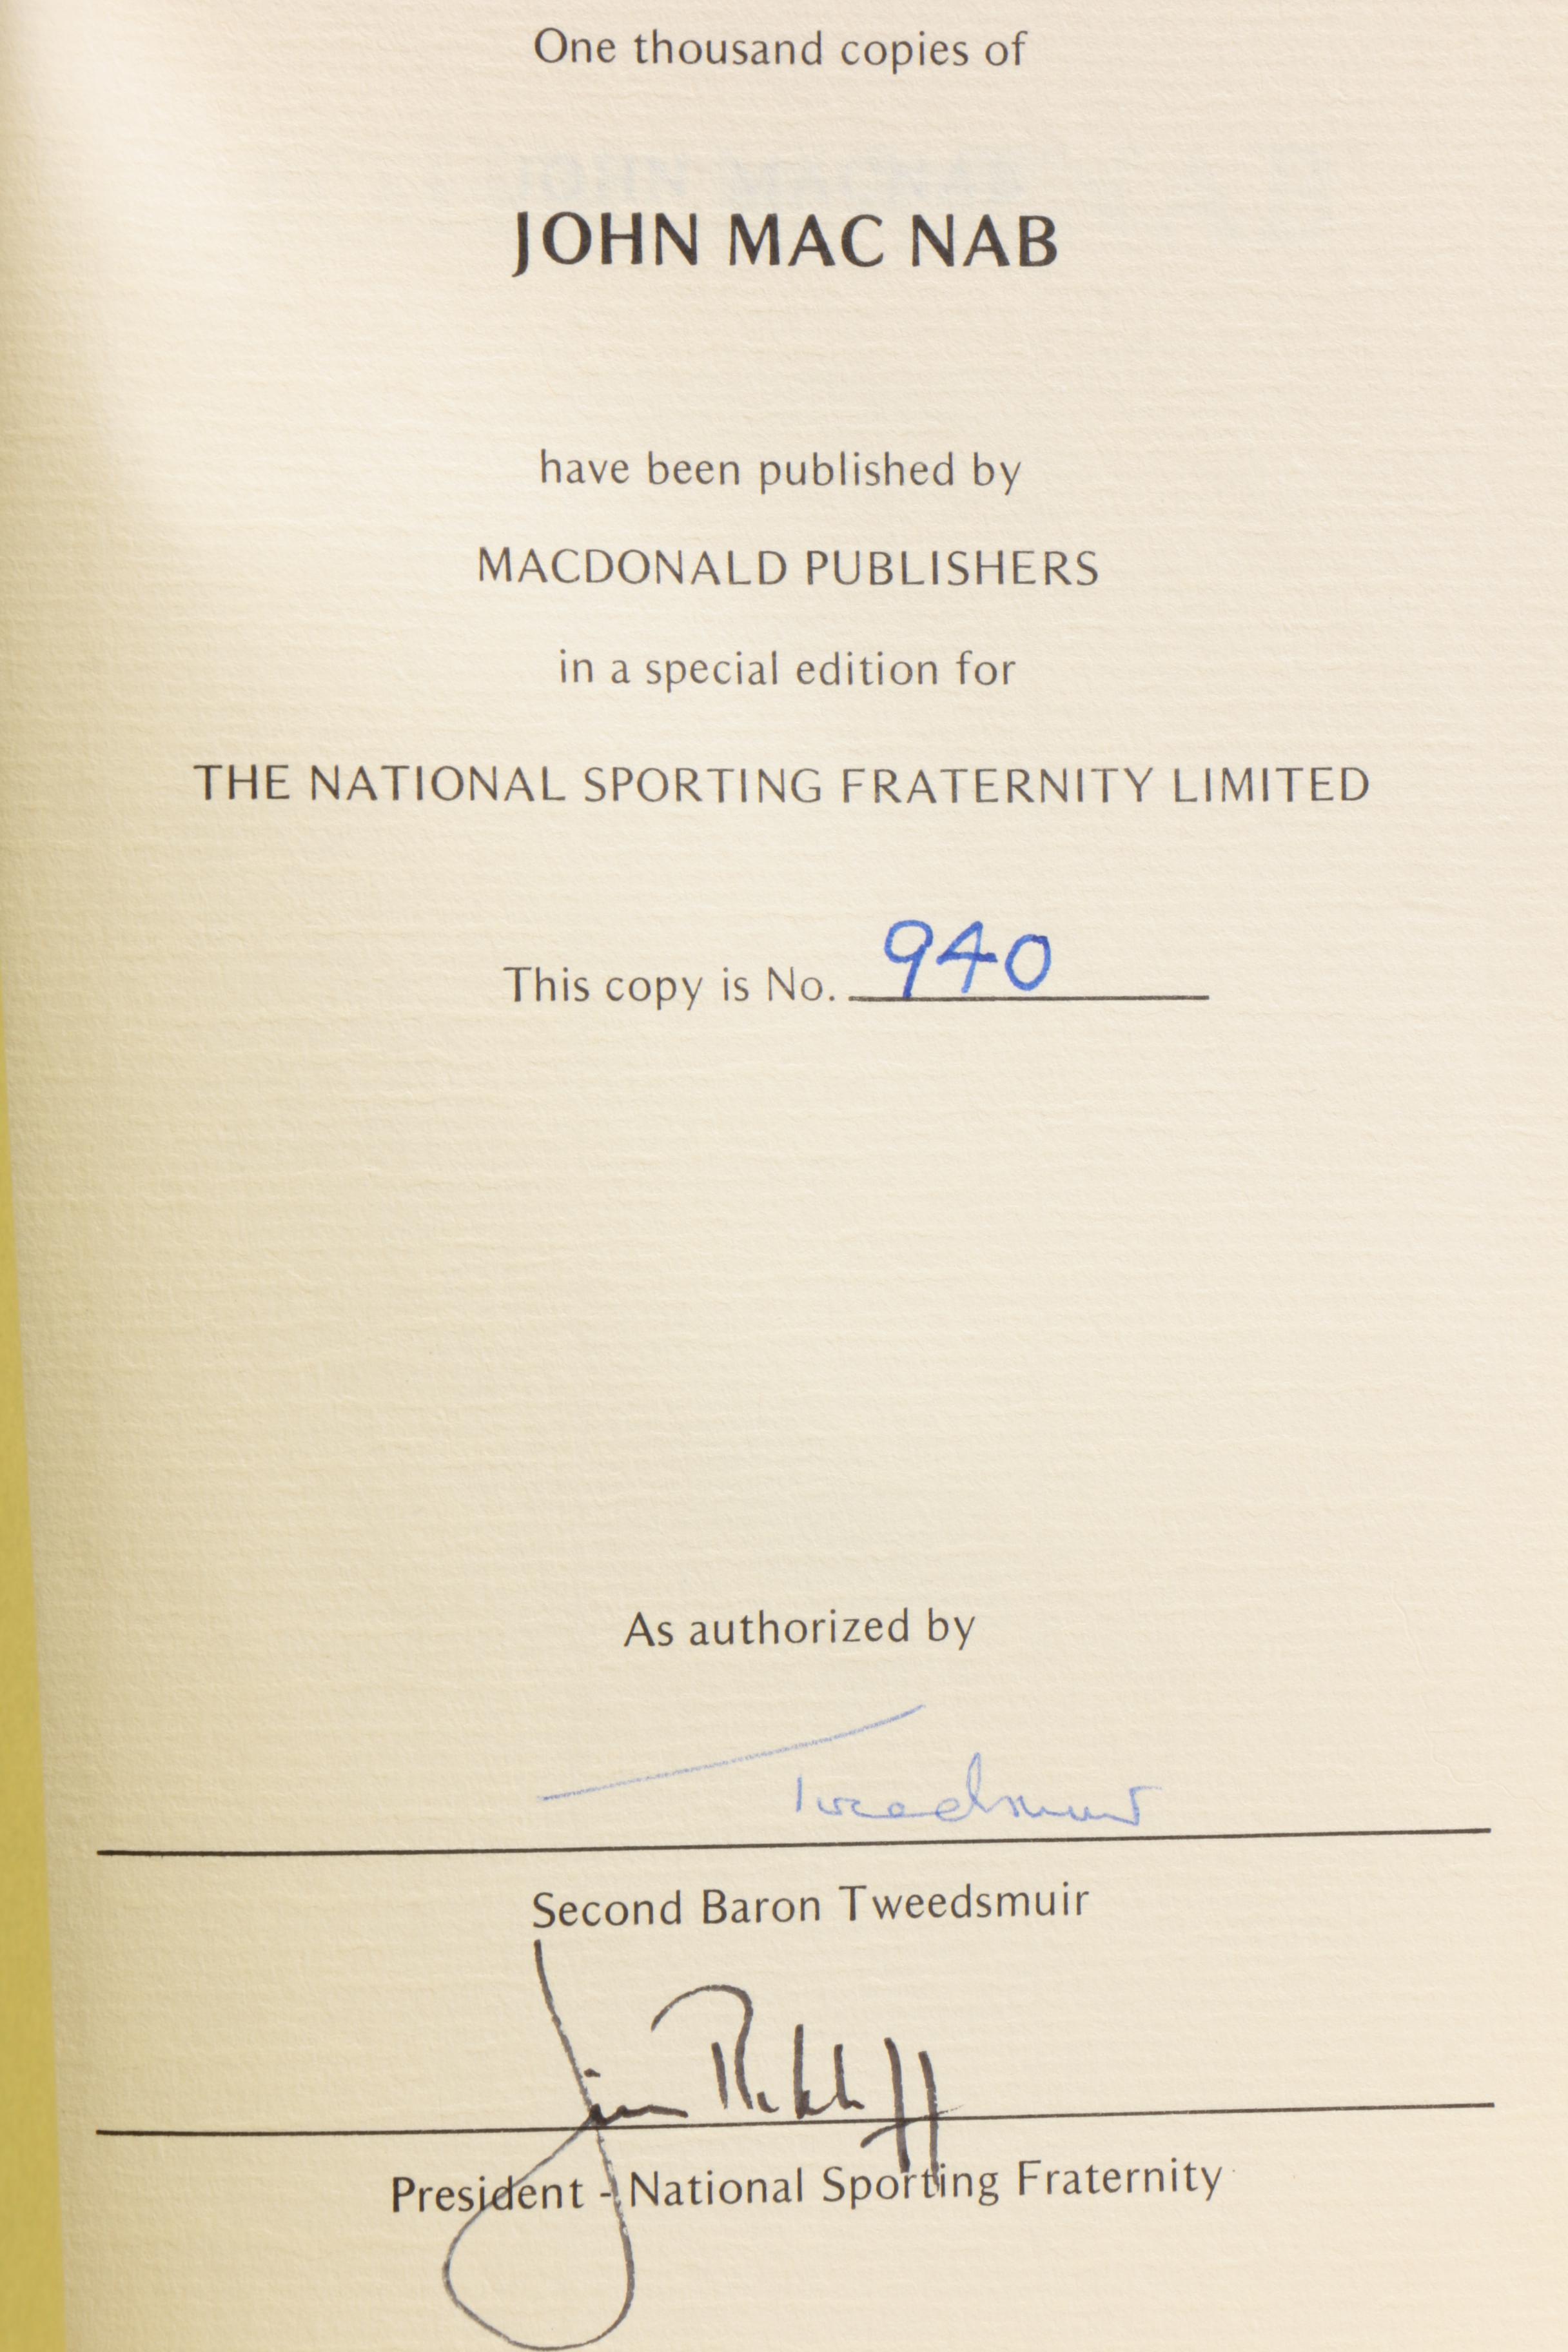 One thousand copies of
JOHN MAC NAB
have been published by
MACDONALD PUBLISHERS
in a special edition for
THE NATIONAL SPORTING FRATERNITY LIMITED
This copy is No. 940
As authorized by
Tweedsmuir
Second Baron Tweedsmuir
Jim
President - National Sporting Fraternity